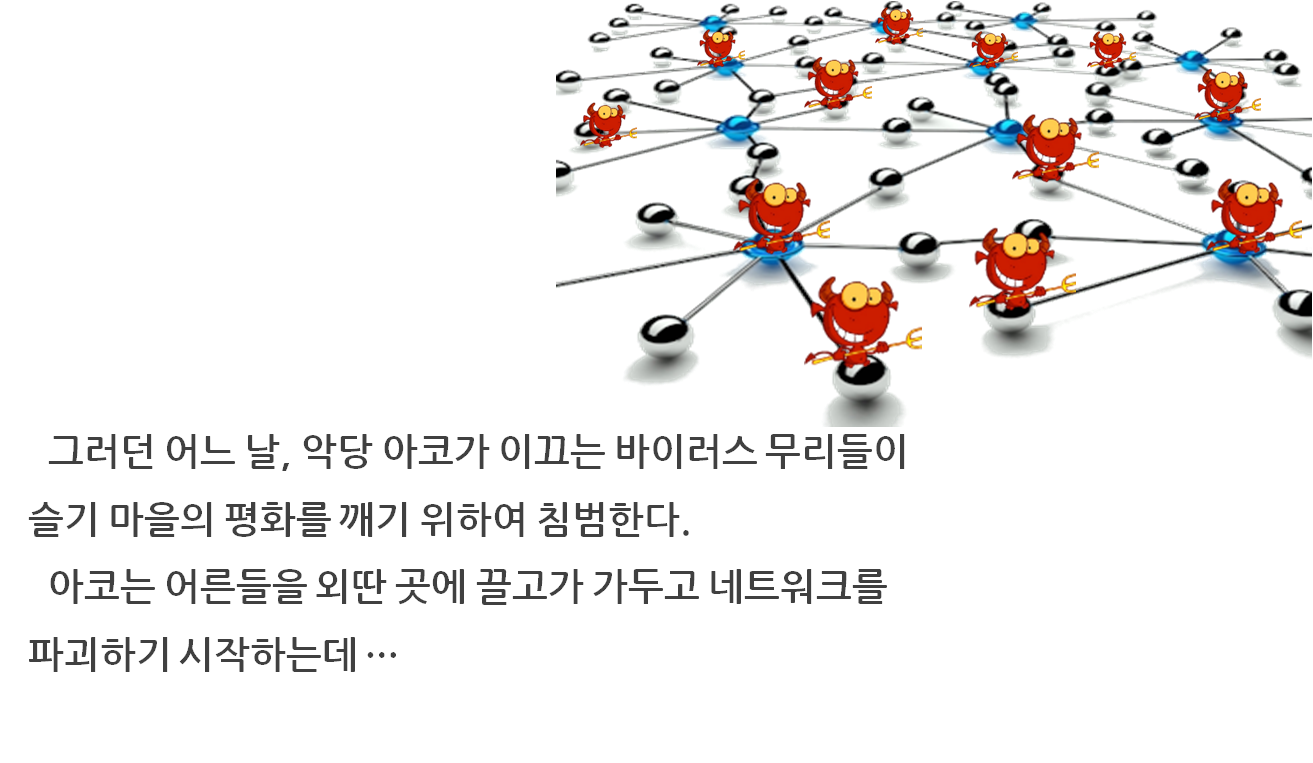 그러던 어느 날, 악당 아코가 이끄는 바이러스 무리들이
슬기 마을의 평화를 깨기 위하여 침범한다.
아코는 어른들을 외딴 곳에 끌고가 가두고 네트워크를
파괴하기 시작하는데 …